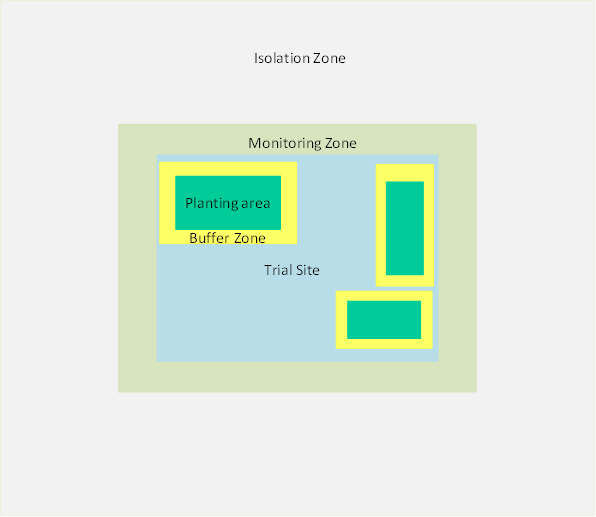 Isolation Zone
Monitoring Zone
Planting area
Buffer Zone
Trial Site